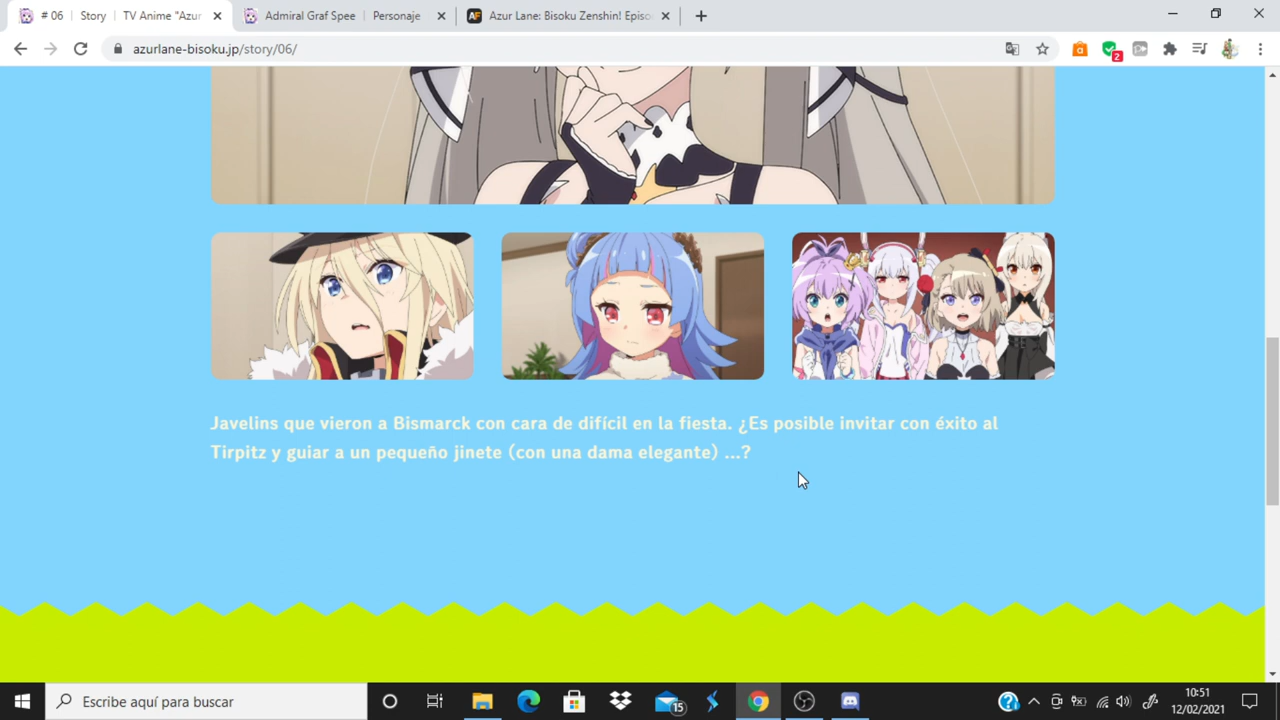 # 06 | Story | TV Anime "Azur
Admiral Graf Spee | Personaje
Azur Lane: Bisoku Zenshin! Episo
azurlane-bisoku.jp/story/06/
2
Javelins que vieron a Bismarck con cara de difícil en la fiesta. ¿Es posible invitar con éxito al
Tirpitz y guiar a un pequeño jinete (con una dama elegante) ...?
Escribe aquí para buscar
15
10:51
12/02/2021